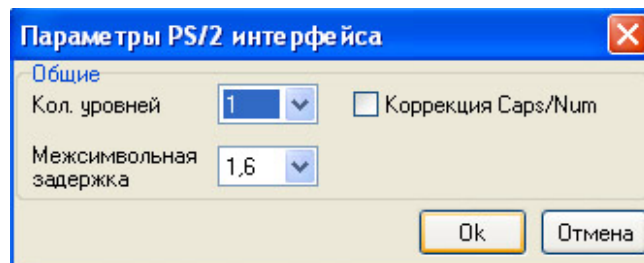 Параметры PS/2 интерфейса
Общие
Кол. уровней 1 Коррекция Caps/Num
Межсимвольная
задержка 1,6
Ok Отмена